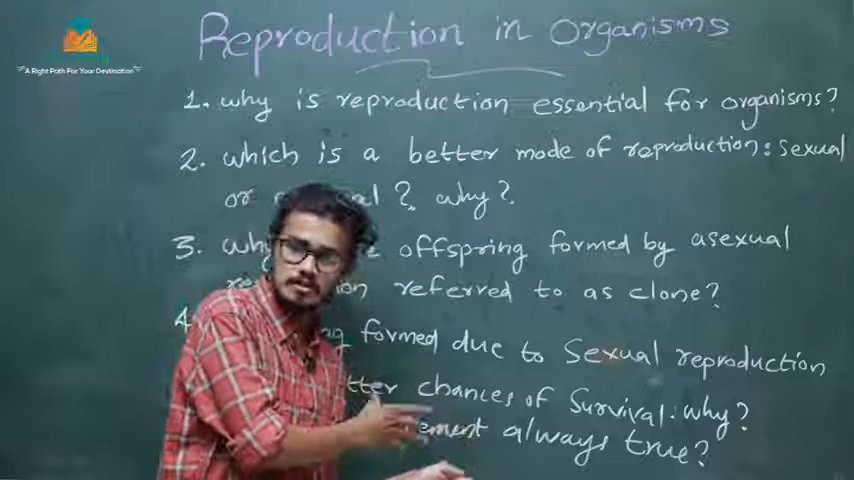 A Right Path For Your Destination
Reproduction in Organisms
1. why is reproduction essential for organisms?
2. which is a better mode of reproduction: sexual
or ? why?
3. offspring formed by asexual
referred to as clone?
4. formed due to Sexual reproduction
chances of Survival. why?
always true?